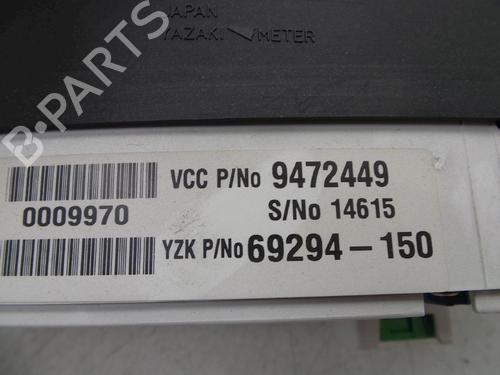 JAPAN
YAZAKI METER
B-PARTS
VCC P/No 9472449
0009970
S/No 14615
YZK P/No 69294-150